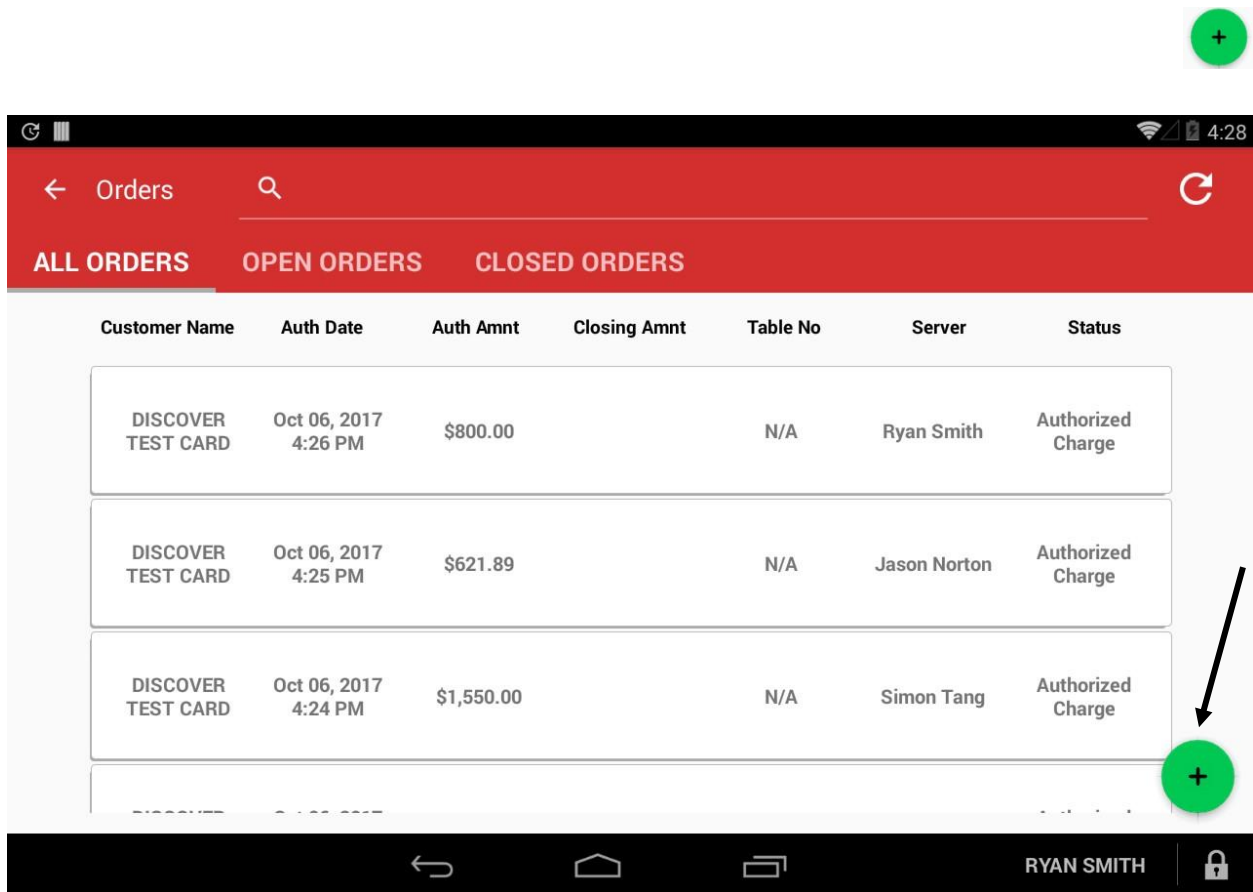 +
4:28
Orders
ALL ORDERS OPEN ORDERS CLOSED ORDERS
Customer Name Auth Date Auth Amnt Closing Amnt Table No Server Status
DISCOVER TEST CARD Oct 06, 2017 4:26 PM $800.00 N/A Ryan Smith Authorized Charge
DISCOVER TEST CARD Oct 06, 2017 4:25 PM $621.89 N/A Jason Norton Authorized Charge
DISCOVER TEST CARD Oct 06, 2017 4:24 PM $1,550.00 N/A Simon Tang Authorized Charge
+
RYAN SMITH